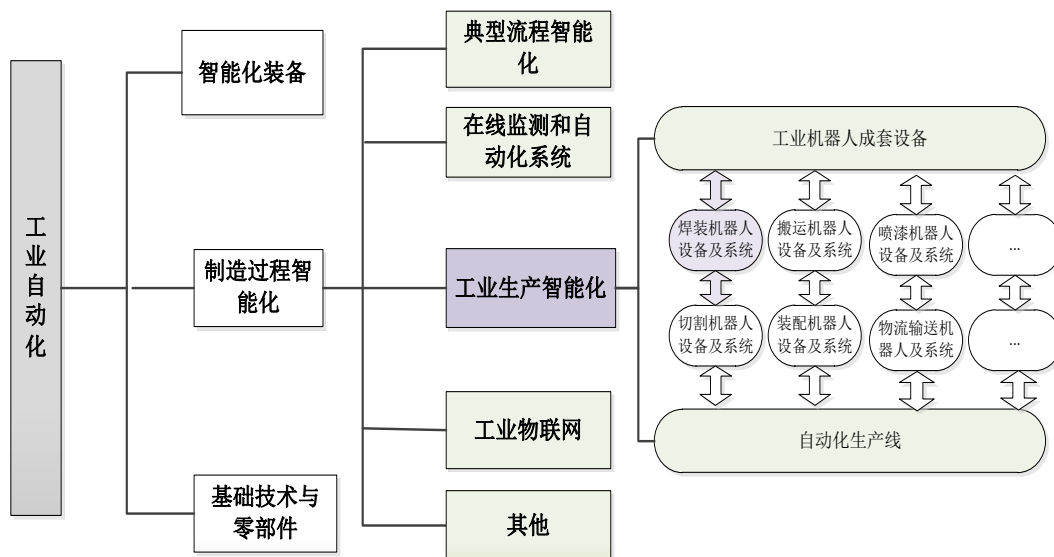 工业自动化
智能化装备
制造过程智
能化
基础技术与
零部件
典型流程智能
化
在线监测和自
动化系统
工业生产智能化
工业物联网
其他
工业机器人成套设备
焊装机器人
设备及系统
搬运机器人
设备及系统
喷漆机器人
设备及系统
...
切割机器人
设备及系统
装配机器人
设备及系统
物流输送机
器人及系统
...
自动化生产线